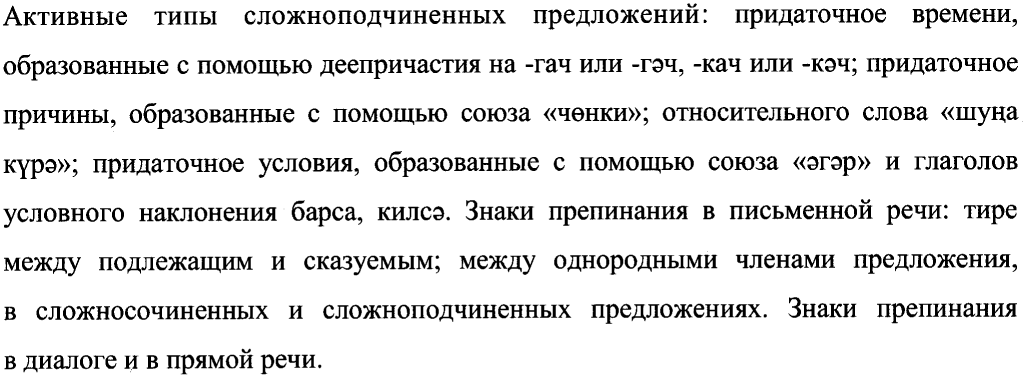 Активные типы сложноподчиненных предложений: придаточное времени,
образованные с помощью деепричастия на -гач или -гәч, -кач или -кәч; придаточное
причины, образованные с помощью союза «чөнки»; относительного слова «шуңа
күрә»; придаточное условия, образованные с помощью союза «әгәр» и глаголов
условного наклонения барса, килсә. Знаки препинания в письменной речи: тире
между подлежащим и сказуемым; между однородными членами предложения,
в сложносочиненных и сложноподчиненных предложениях. Знаки препинания
в диалоге и в прямой речи.